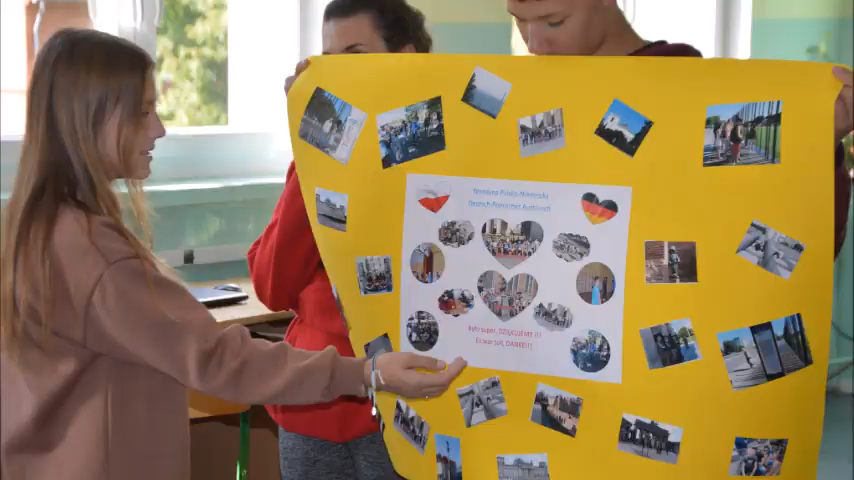 Wymiana Polsko-Niemiecka
Deutsch-Polnischer Austausch
Było super, DZIĘKUJEMY !!!
Es war toll, DANKE!!!